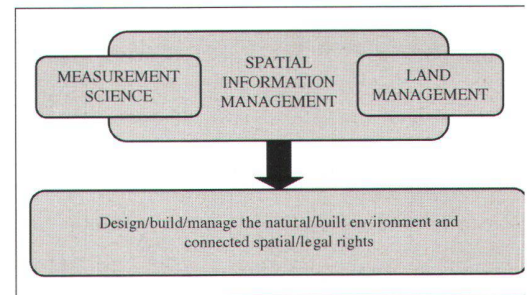 MEASUREMENT
SCIENCE
SPATIAL
INFORMATION
MANAGEMENT
LAND
MANAGEMENT
Design/build/manage the natural/built environment and
connected spatial/legal rights